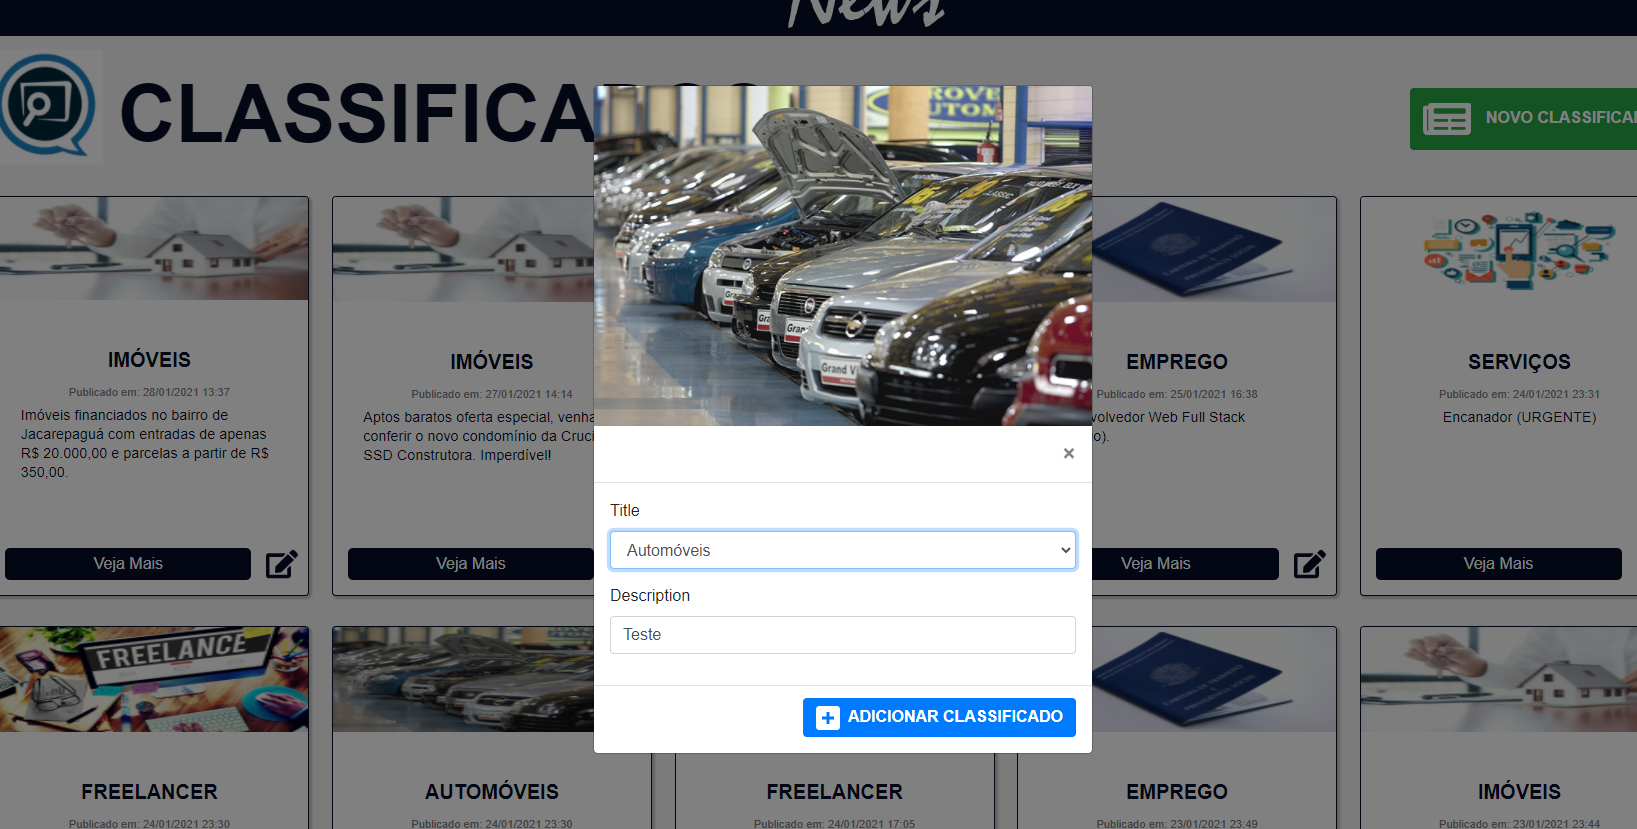 News
CLASSIFICA
NOVO CLASSIFICA
IMÓVEIS
Publicado em: 28/01/2021 13:37
Imóveis financiados no bairro de
Jacarepaguá com entradas de apenas
R$ 20.000,00 e parcelas a partir de R$
350,00.
Veja Mais
IMÓVEIS
Publicado em: 27/01/2021 14:14
Aptos baratos oferta especial, venha
conferir o novo condomínio da Cruci
SSD Construtora. Imperdível!
Veja Mais
ROVE
UTOM
CLASSIC
Grand
Grand V
×
Title
Automóveis
Description
Teste
ADICIONAR CLASSIFICADO
EMPREGO
Publicado em: 25/01/2021 16:38
volvedor Web Full Stack
o).
Veja Mais
SERVIÇOS
Publicado em: 24/01/2021 23:31
Encanador (URGENTE)
Veja Mais
FREELANCE
FREELANCER
Publicado em: 24/01/2021 23:30
AUTOMÓVEIS
Publicado em: 24/01/2021 23:30
FREELANCER
Publicado em: 24/01/2021 17:05
EMPREGO
Publicado em: 23/01/2021 23:49
IMÓVEIS
Publicado em: 23/01/2021 23:44